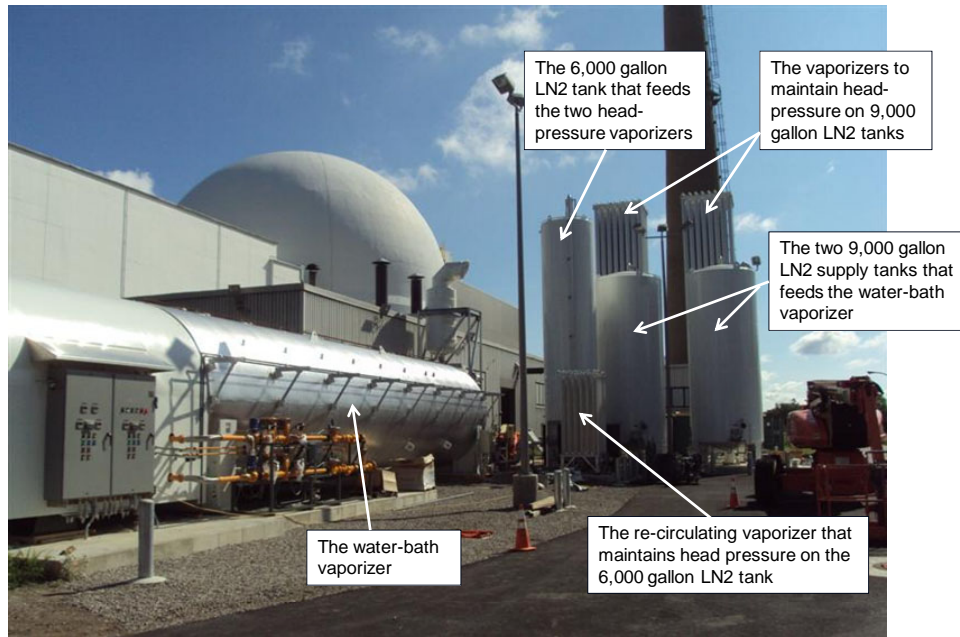 The 6,000 gallon
LN2 tank that feeds
the two head-
pressure vaporizers
The vaporizers to
maintain head-
pressure on 9,000
gallon LN2 tanks
The two 9,000 gallon
LN2 supply tanks that
feeds the water-bath
vaporizer
The water-bath
vaporizer
The re-circulating vaporizer that
maintains head pressure on the
6,000 gallon LN2 tank